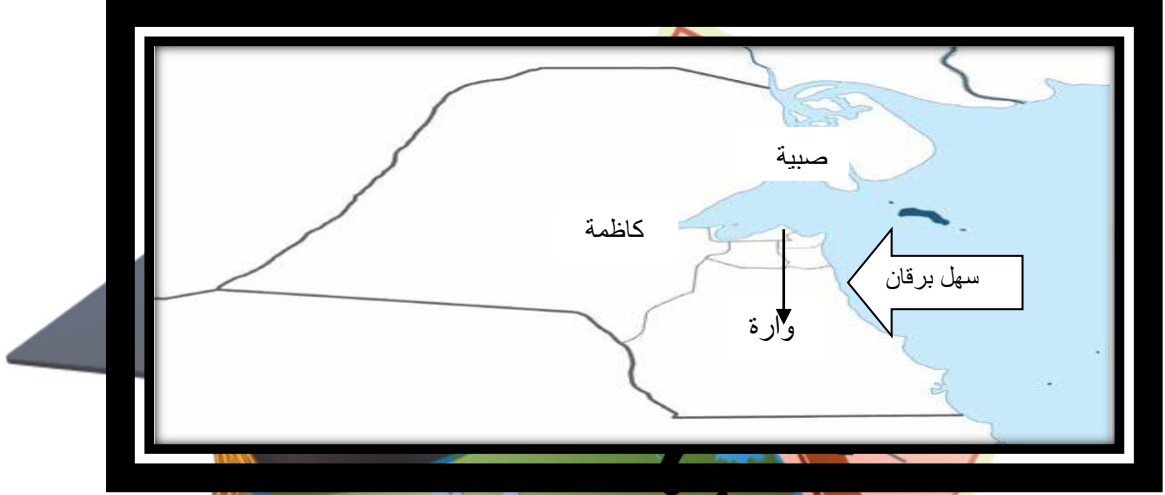 صبية
كاظمة
سهل برقان
وارة